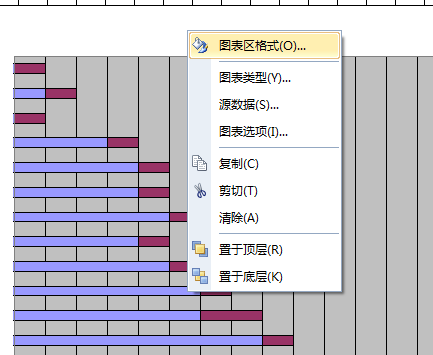 图表区格式(O)...
图表类型(Y)...
源数据(S)...
图表选项(I)...
复制(C)
剪切(T)
清除(A)
置于顶层(R)
置于底层(K)